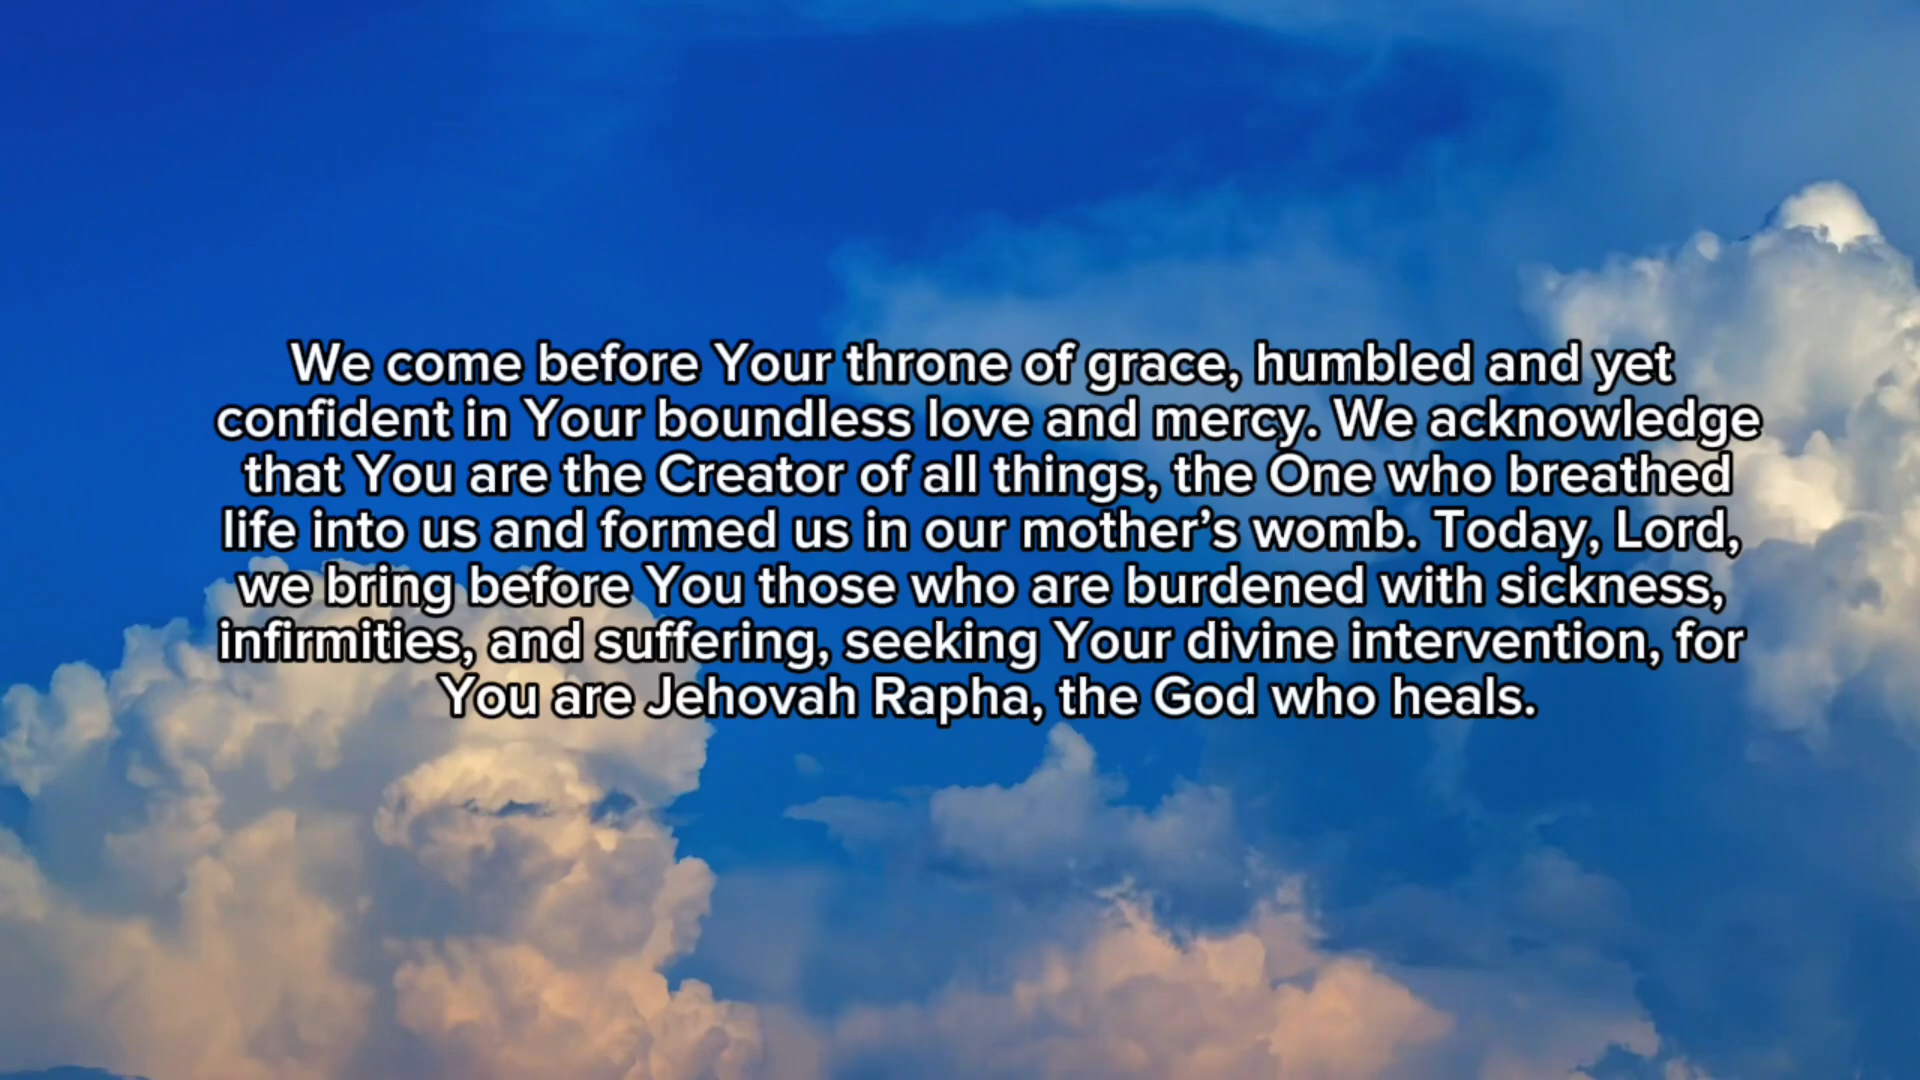 We come before Your throne of grace, humbled and yet
confident in Your boundless love and mercy. We acknowledge
that You are the Creator of all things, the One who breathed
life into us and formed us in our mother’s womb. Today, Lord,
we bring before You those who are burdened with sickness,
infirmities, and suffering, seeking Your divine intervention, for
You are Jehovah Rapha, the God who heals.